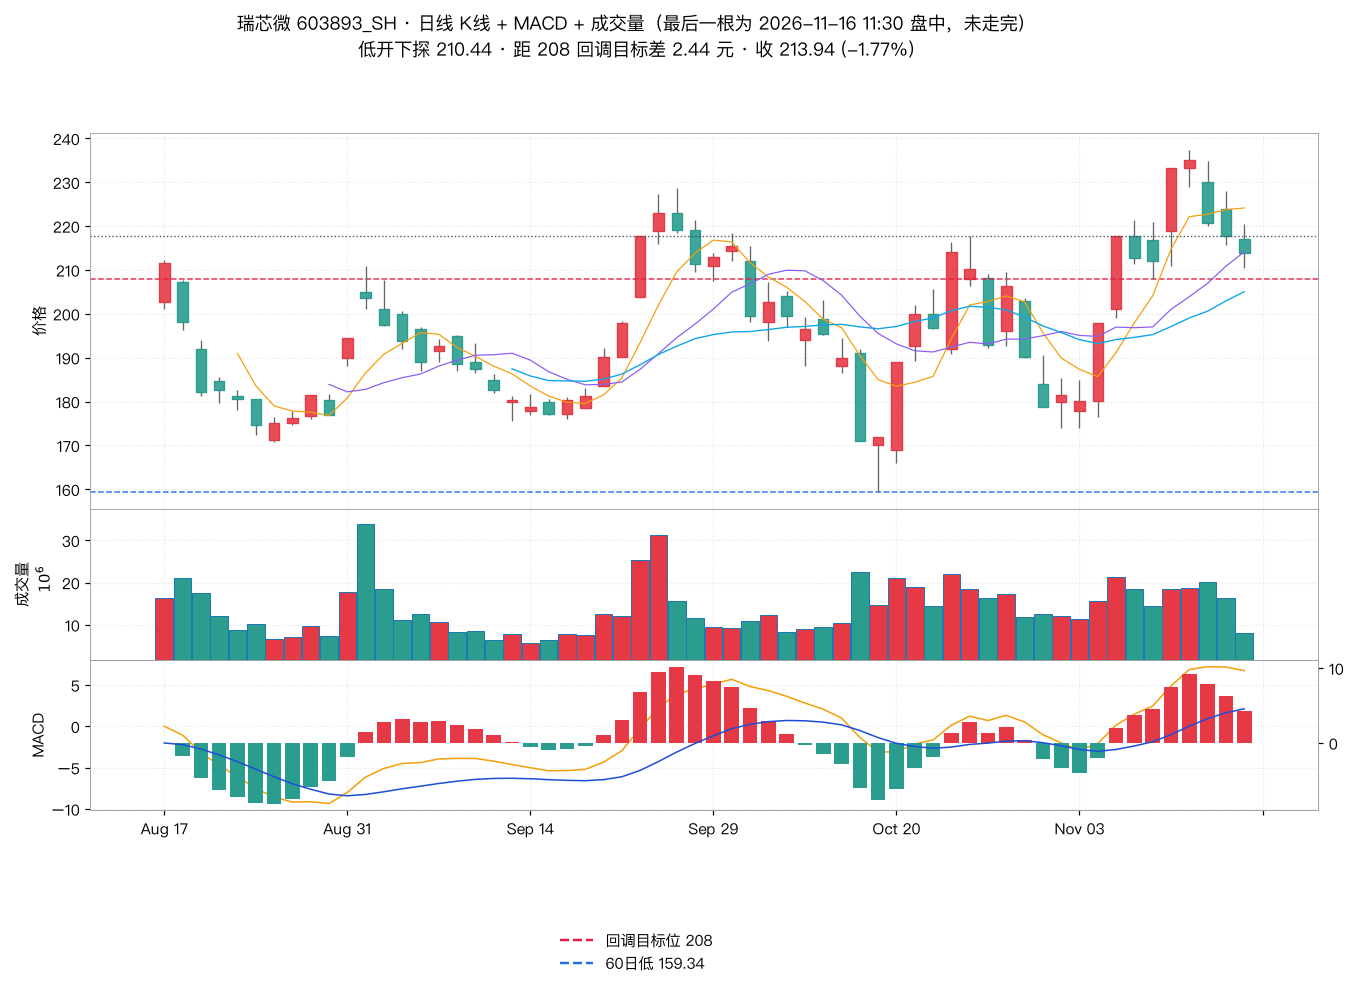 瑞芯微 603893_SH · 日线 K线 + MACD + 成交量（最后一根为 2026−11−16 11:30 盘中，未走完）
低开下探 210.44 · 距 208 回调目标差 2.44 元 · 收 213.94 (−1.77%)
240
230
220
210
200
190
180
170
160
价格
30
20
10
成交量
10⁶
5
0
−5
−10
MACD
10
0
Aug 17
Aug 31
Sep 14
Sep 29
Oct 20
Nov 03
回调目标位 208
60日低 159.34